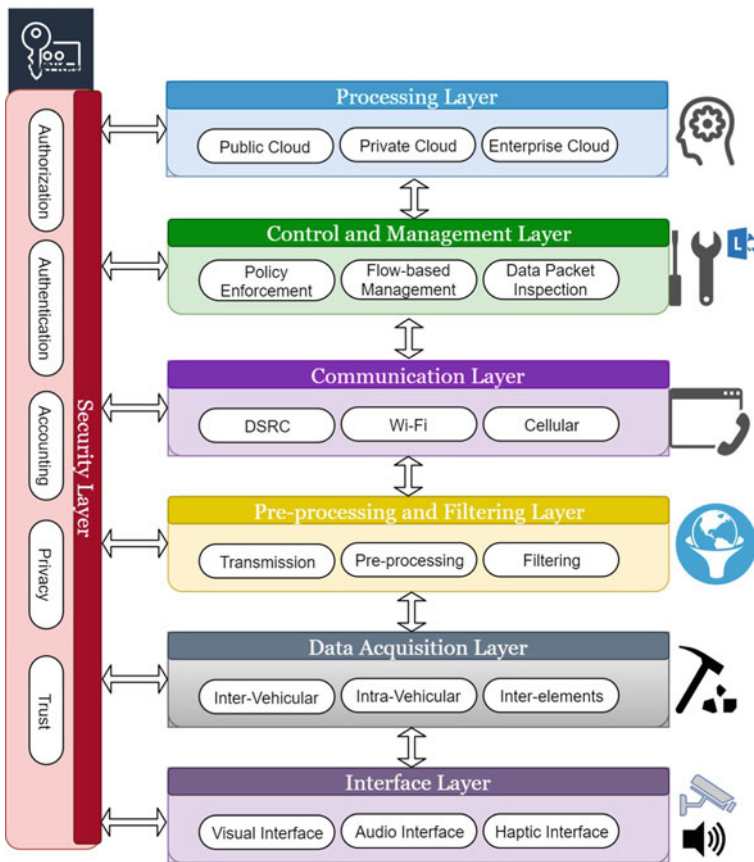 Processing Layer
Public Cloud
Private Cloud
Enterprise Cloud
Control and Management Layer
Policy
Enforcement
Flow-based
Management
Data Packet
Inspection
L
Communication Layer
DSRC
Wi-Fi
Cellular
Pre-processing and Filtering Layer
Transmission
Pre-processing
Filtering
Data Acquisition Layer
Inter-Vehicular
Intra-Vehicular
Inter-elements
Interface Layer
Visual Interface
Audio Interface
Haptic Interface
Security Layer
Authorization
Authentication
Accounting
Privacy
Trust